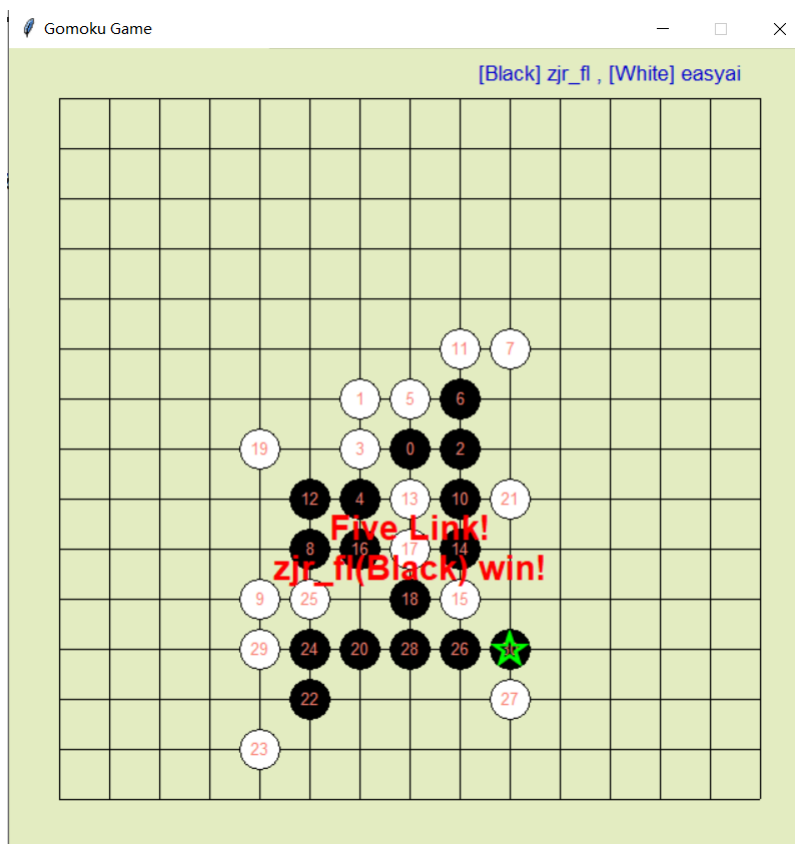 Gomoku Game
[Black] zjr_fl , [White] easyai
11 7
1 5 6
19 3 0 2
12 4 13 10 21
Five Link!
8 16 17 14
zjr_fl(Black) win!
9 25 18 15
29 24 20 28 26
22 27
23